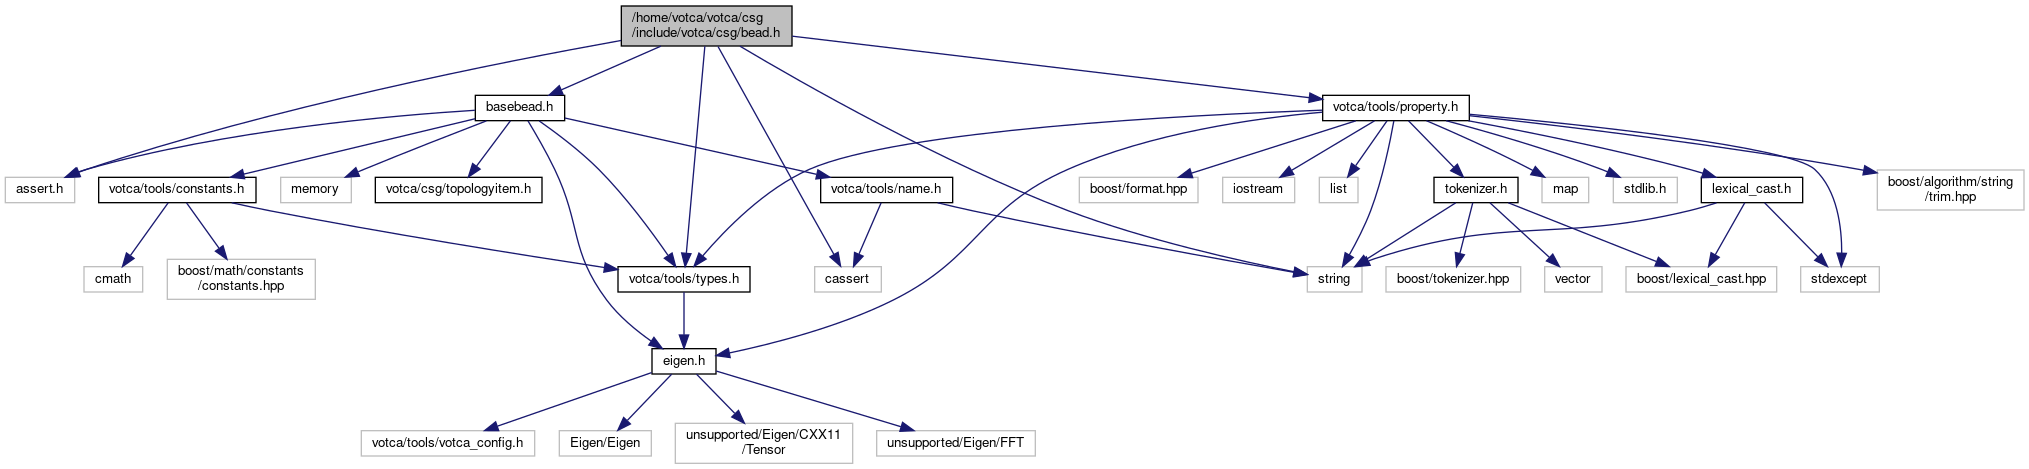 /home/votca/votca/csg
/include/votca/csg/bead.h
basebead.h
votca/tools/property.h
assert.h
votca/tools/constants.h
memory
votca/csg/topologyitem.h
votca/tools/name.h
boost/format.hpp
iostream
list
tokenizer.h
map
stdlib.h
lexical_cast.h
boost/algorithm/string
/trim.hpp
cmath
boost/math/constants
/constants.hpp
votca/tools/types.h
cassert
string
boost/tokenizer.hpp
vector
boost/lexical_cast.hpp
stdexcept
eigen.h
votca/tools/votca_config.h
Eigen/Eigen
unsupported/Eigen/CXX11
/Tensor
unsupported/Eigen/FFT